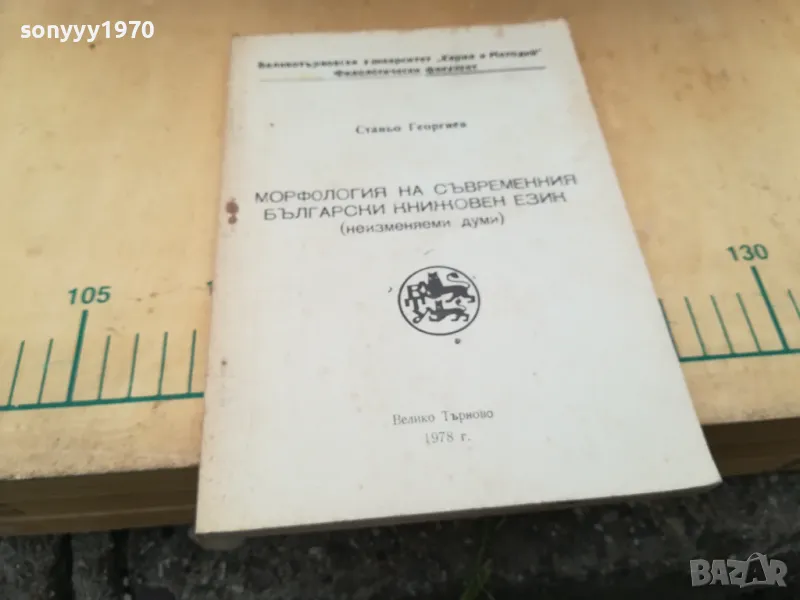 sonyyy1970
Великотърновски университет „Кирил и Методий"
Филологически факултет
Станьо Георгиев
МОРФОЛОГИЯ НА СЪВРЕМЕННИЯ
БЪЛГАРСКИ КНИЖОВЕН ЕЗИК
(неизменяеми думи)
105
130
Велико Търново
1978 г.
BAZAR